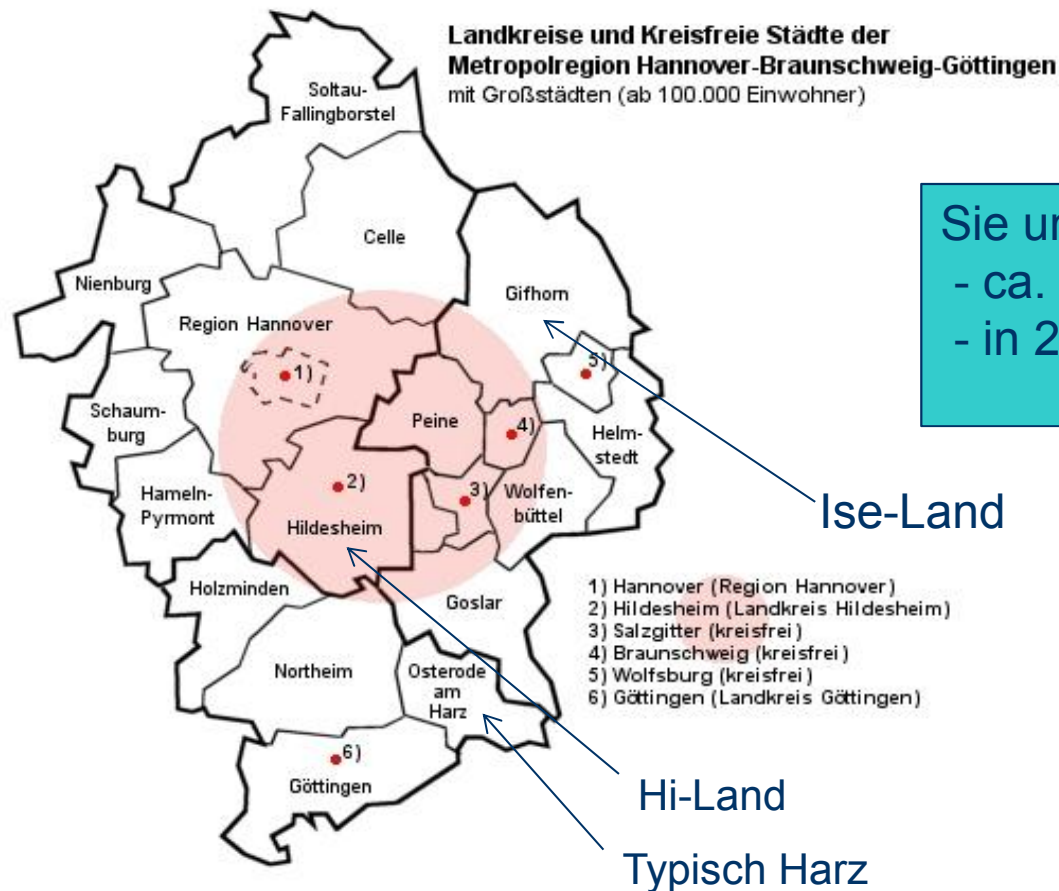 Landkreise und Kreisfreie Städte der
Metropolregion Hannover-Braunschweig-Göttingen
mit Großstädten (ab 100.000 Einwohner)
Soltau-
Fallingborstel
Celle
Nienburg
Gifhorn
Region Hannover
1)
5)
Schaum-
burg
Peine
4)
Helm-
stedt
Hameln-
Pyrmont
2)
3)
Wolfen-
büttel
Hildesheim
Holzminden
Goslar
Northeim
Osterode
am
Harz
6)
Göttingen
Sie
- ca.
- in 2
Ise-Land
1) Hannover (Region Hannover)
2) Hildesheim (Landkreis Hildesheim)
3) Salzgitter (kreisfrei)
4) Braunschweig (kreisfrei)
5) Wolfsburg (kreisfrei)
6) Göttingen (Landkreis Göttingen)
Hi-Land
Typisch Harz